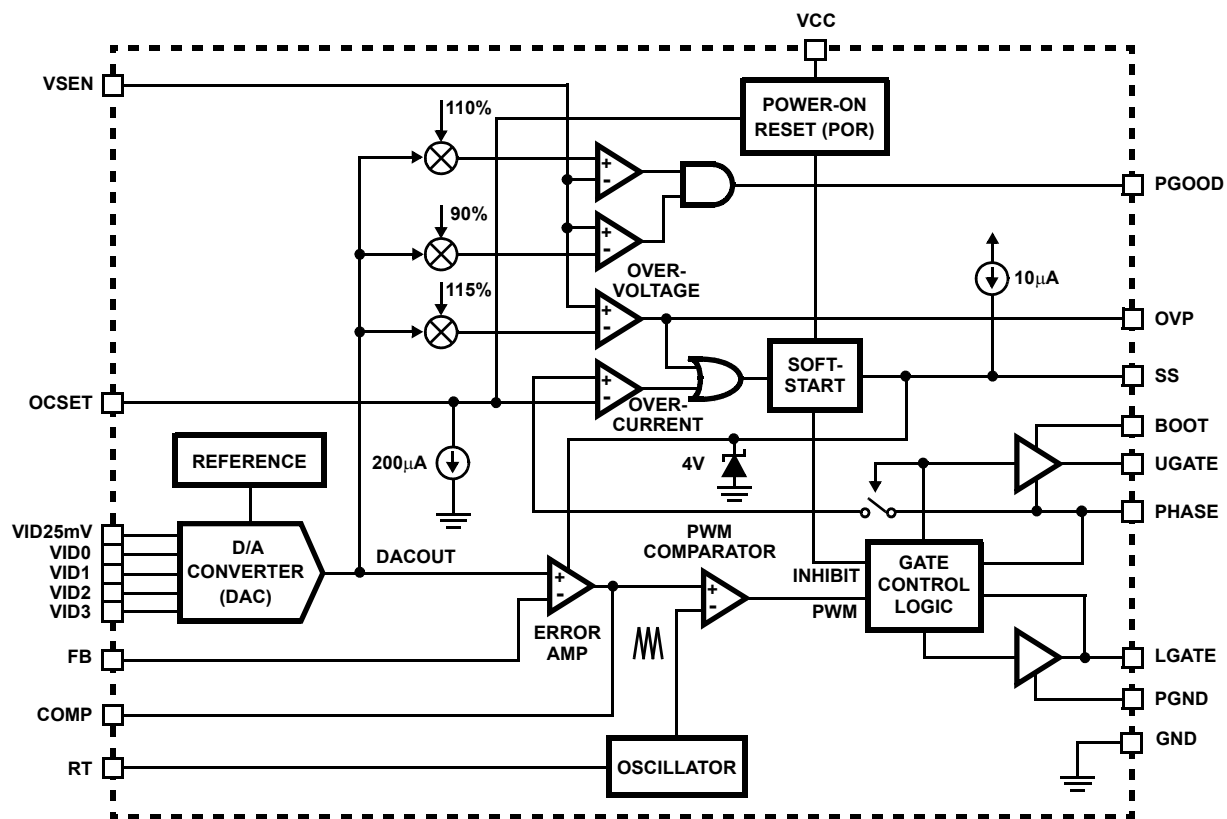 VCC
VSEN
POWER-ON
RESET (POR)
110%
+
-
PGOOD
90%
+
-
OVER-
VOLTAGE
10µA
115%
+
-
OVP
SOFT-
START
SS
+
-
OCSET
OVER-
CURRENT
BOOT
REFERENCE
200µA
4V
UGATE
PHASE
VID25mV
VID0
VID1
VID2
VID3
D/A
CONVERTER
(DAC)
DACOUT
PWM
COMPARATOR
+
-
+
-
INHIBIT
PWM
GATE
CONTROL
LOGIC
ERROR
AMP
FB
LGATE
PGND
COMP
GND
RT
OSCILLATOR